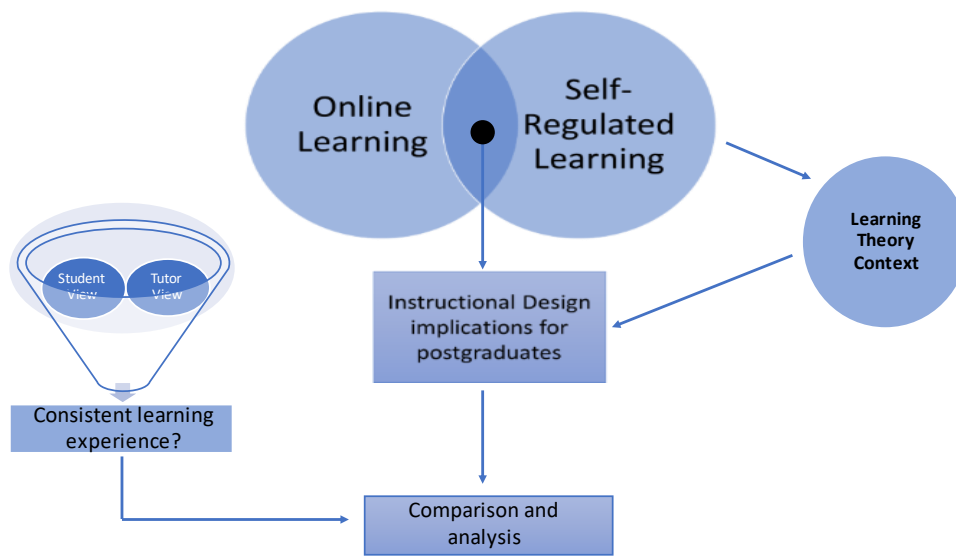 Online
Learning
Self-
Regulated
Learning
Learning
Theory
Context
Student
View
Tutor
View
Instructional Design
implications for
postgraduates
Consistent learning
experience?
Comparison and
analysis